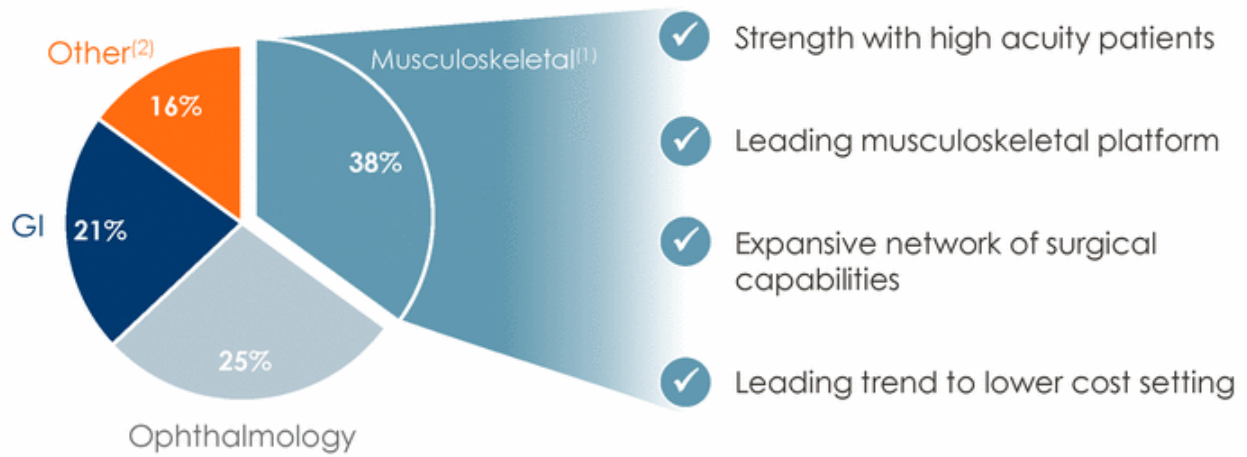 Other(2)
16%
Musculoskeletal(1)
38%
GI
21%
25%
Ophthalmology
Strength with high acuity patients
Leading musculoskeletal platform
Expansive network of surgical
capabilities
Leading trend to lower cost setting